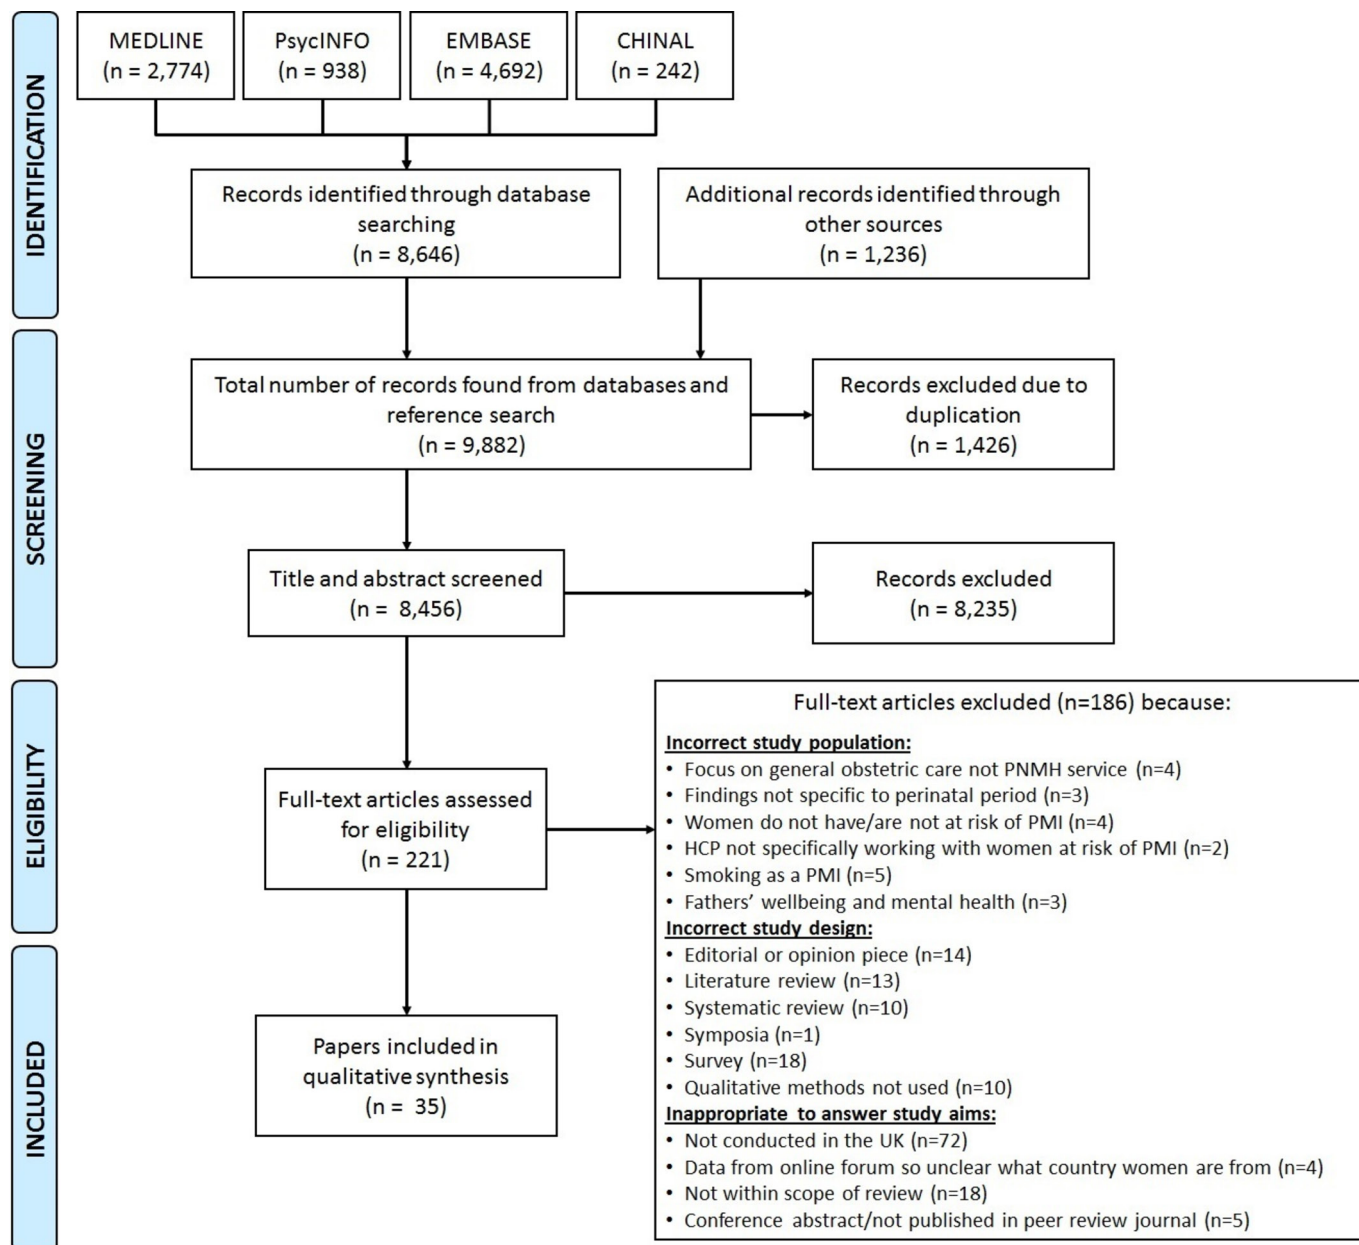 IDENTIFICATION
MEDLINE
(n = 2,774)
PsycINFO
(n = 938)
EMBASE
(n = 4,692)
CHINAL
(n = 242)
Records identified through database
searching
(n = 8,646)
Additional records identified through
other sources
(n = 1,236)
SCREENING
Total number of records found from databases and
reference search
(n = 9,882)
Records excluded due to
duplication
(n = 1,426)
Title and abstract screened
(n = 8,456)
Records excluded
(n = 8,235)
ELIGIBILITY
Full-text articles assessed
for eligibility
(n = 221)
Full-text articles excluded (n=186) because:
Incorrect study population:
• Focus on general obstetric care not PNMH service (n=4)
• Findings not specific to perinatal period (n=3)
• Women do not have/are not at risk of PMI (n=4)
• HCP not specifically working with women at risk of PMI (n=2)
• Smoking as a PMI (n=5)
• Fathers’ wellbeing and mental health (n=3)
Incorrect study design:
• Editorial or opinion piece (n=14)
• Literature review (n=13)
• Systematic review (n=10)
• Symposia (n=1)
• Survey (n=18)
• Qualitative methods not used (n=10)
Inappropriate to answer study aims:
• Not conducted in the UK (n=72)
• Data from online forum so unclear what country women are from (n=4)
• Not within scope of review (n=18)
• Conference abstract/not published in peer review journal (n=5)
INCLUDED
Papers included in
qualitative synthesis
(n = 35)